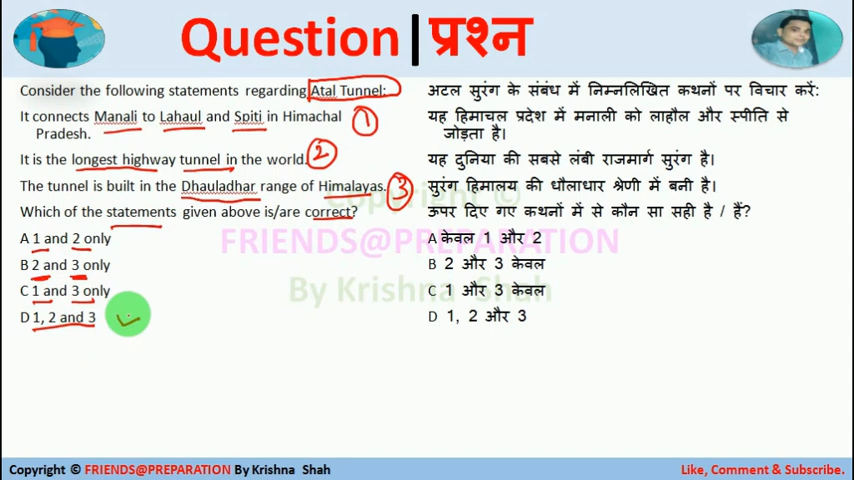 Question|प्रश्न
Consider the following statements regarding Atal Tunnel:
It connects Manali to Lahaul and Spiti in Himachal 1
Pradesh.
It is the longest highway tunnel in the world. 2
The tunnel is built in the Dhauladhar range of Himalayas. 3
Which of the statements given above is/are correct?
A 1 and 2 only
B 2 and 3 only
C 1 and 3 only
D 1, 2 and 3
अटल सुरंग के संबंध में निम्नलिखित कथनों पर विचार करें:
यह हिमाचल प्रदेश में मनाली को लाहौल और स्पीति से
जोड़ता है।
यह दुनिया की सबसे लंबी राजमार्ग सुरंग है।
सुरंग हिमालय की धौलाधार श्रेणी में बनी है।
ऊपर दिए गए कथनों में से कौन सा सही है / हैं?
A केवल 1 और 2
B 2 और 3 केवल
C 1 और 3 केवल
D 1, 2 और 3
Copyright ©
FRIENDS@PREPARATION
By Krishna Shah
Copyright © FRIENDS@PREPARATION By Krishna Shah
Like, Comment & Subscribe.